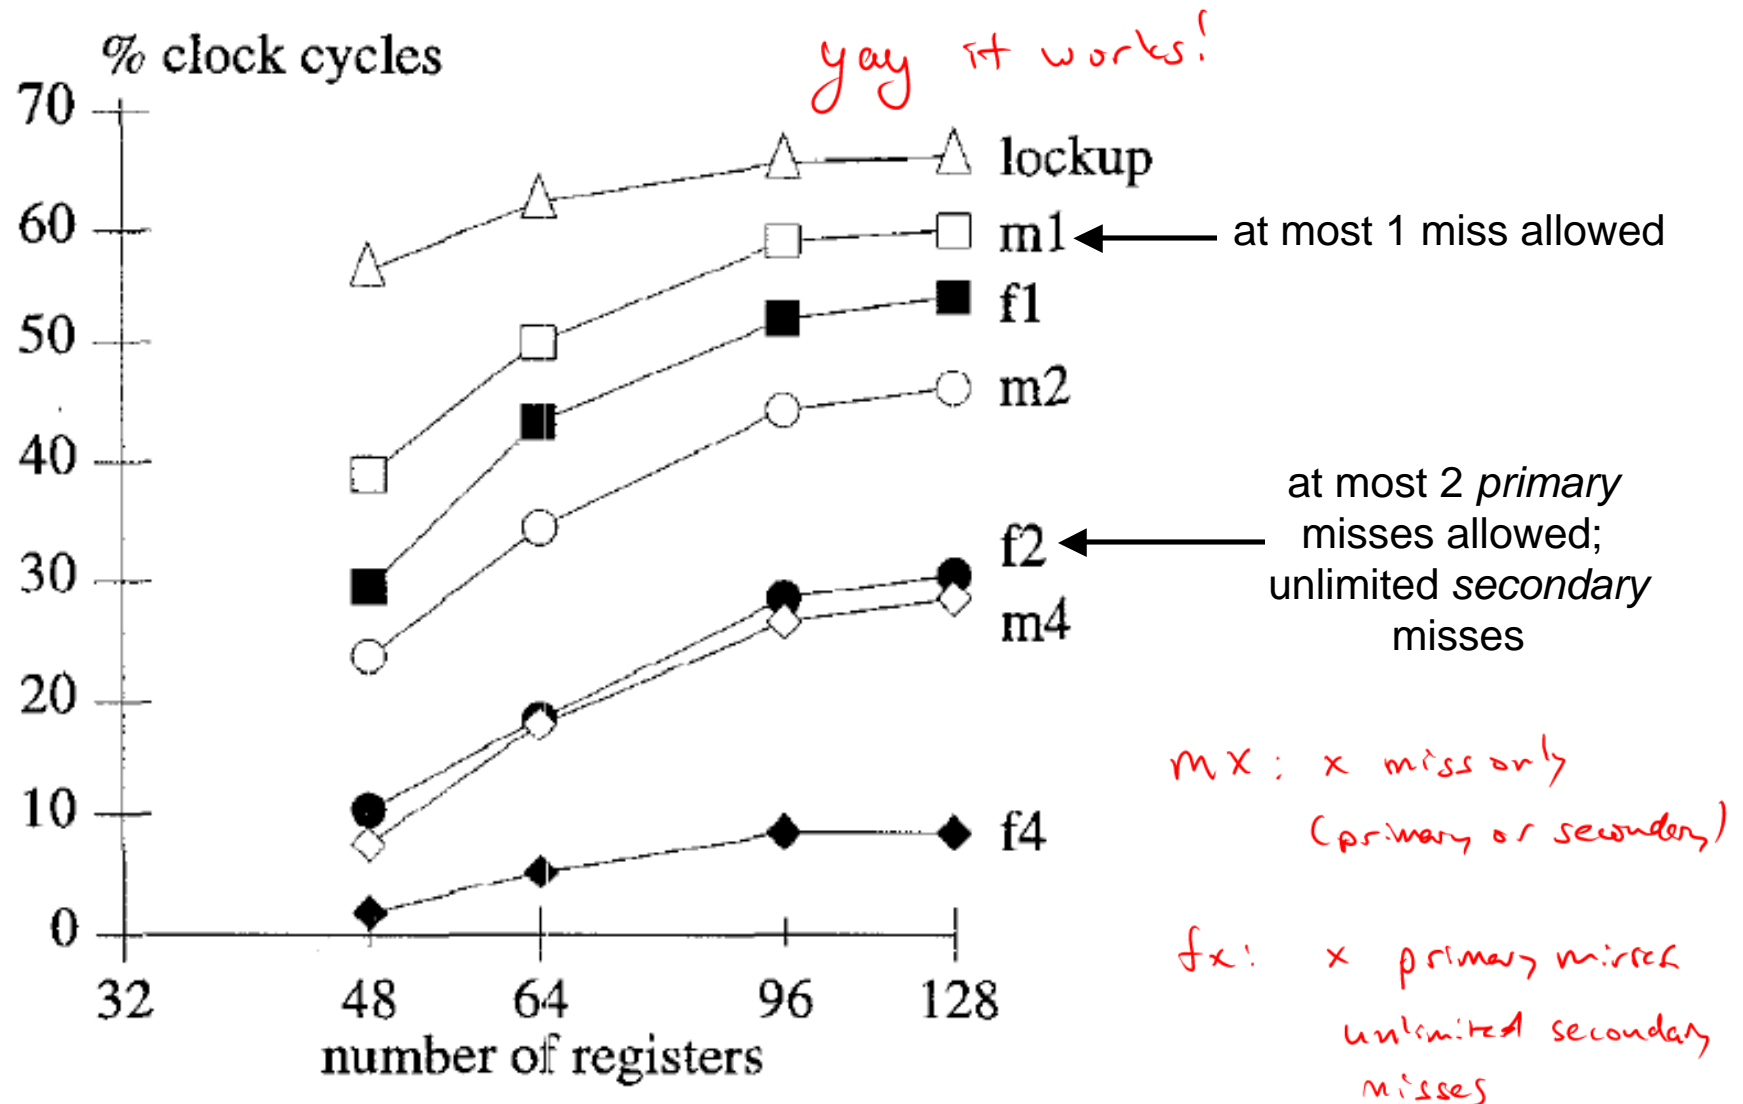 % clock cycles
yay it works!
70
60
50
40
30
20
10
0
32 48 64 96 128
number of registers
lockup
m1
at most 1 miss allowed
f1
m2
f2
at most 2 primary
misses allowed;
unlimited secondary
misses
m4
f4
mx: x miss only
(primary or secondary)
fx: x primary misses
unlimited secondary
misses